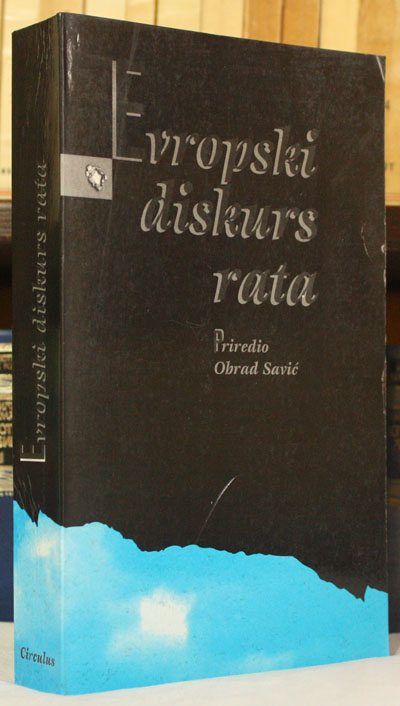 Evropski
diskurs
rata
Priredio
Obrad Savić
Evropski diskurs rata
Circulus